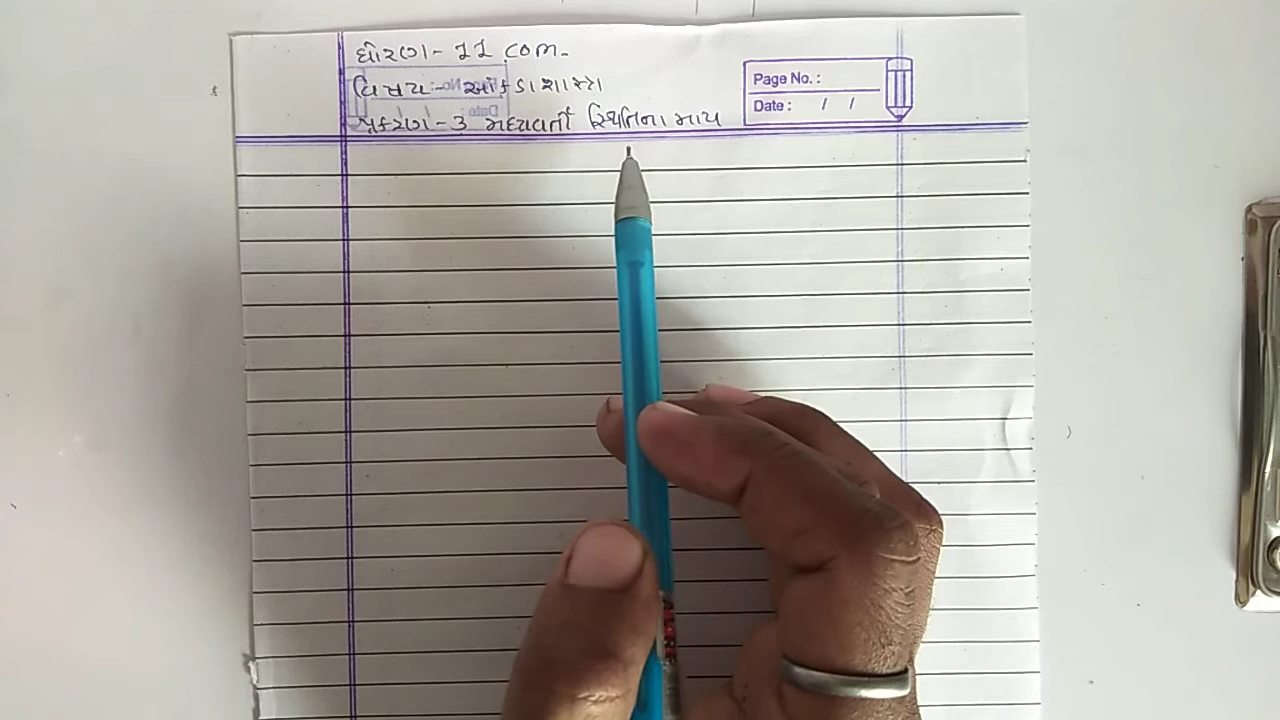 ધોરણ- 11 com.
વિષય- આંકડાશાસ્ત્ર
પ્રકરણ-3 મધ્યવર્તી સ્થિતિના માપ
Page No. :
Date : / /